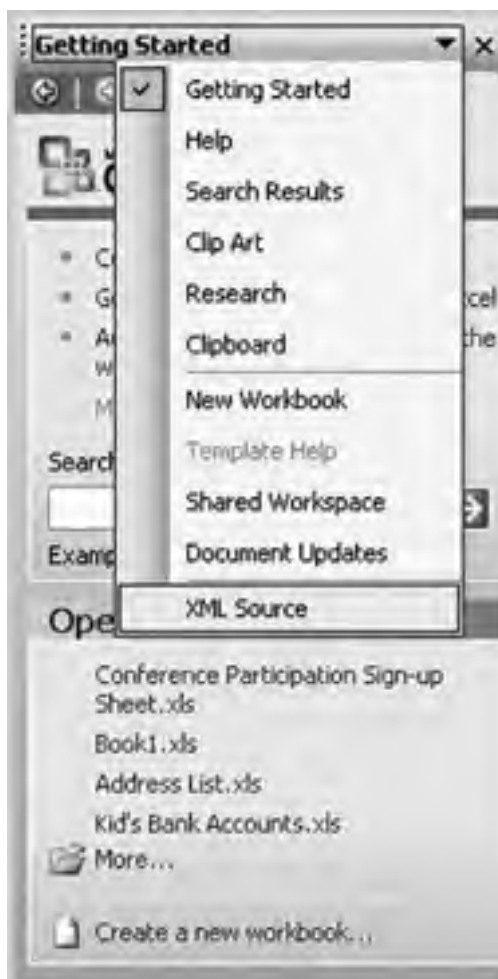 Getting Started
Getting Started
Help
Search Results
Clip Art
Research
Clipboard
New Workbook
Template Help
Shared Workspace
Document Updates
XML Source
Conference Participation Sign-up
Sheet.xls
Book1.xls
Address List.xls
Kid's Bank Accounts.xls
More...
Create a new workbook...